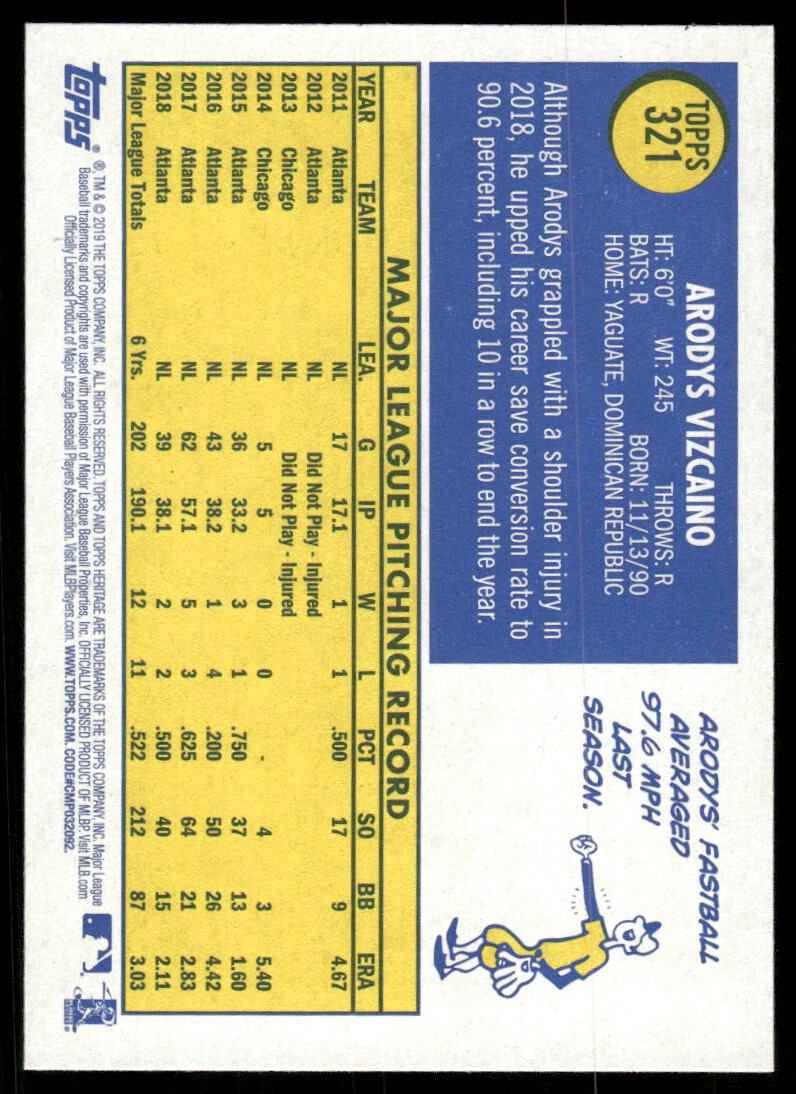 TOPPS
321
ARODYS VIZCAINO
HT: 6'0" WT: 245 THROWS: R
BATS: R BORN: 11/13/90
HOME: YAGUATE, DOMINICAN REPUBLIC
Although Arodys grappled with a shoulder injury in
2018, he upped his career save conversion rate to
90.6 percent, including 10 in a row to end the year.
ARODYS' FASTBALL
AVERAGED
97.6 MPH
LAST
SEASON.
MAJOR LEAGUE PITCHING RECORD
YEAR TEAM LEA. G IP W L PCT SO BB ERA
2011 Atlanta NL 17 17.1 1 1 .500 17 9 4.67
2012 Atlanta NL Did Not Play - Injured
2013 Chicago NL Did Not Play - Injured
2014 Chicago NL 5 5 0 0 - 4 3 5.40
2015 Atlanta NL 36 33.2 3 1 .750 37 13 1.60
2016 Atlanta NL 43 38.2 1 4 .200 50 26 4.42
2017 Atlanta NL 62 57.1 5 3 .625 64 21 2.83
2018 Atlanta NL 39 38.1 2 2 .500 40 15 2.11
Major League Totals 6 Yrs. 202 190.1 12 11 .522 212 87 3.03
topps®
®, TM & © 2019 THE TOPPS COMPANY, INC. ALL RIGHTS RESERVED. TOPPS AND TOPPS HERITAGE ARE TRADEMARKS OF THE TOPPS COMPANY, INC. Major League
Baseball trademarks and copyrights are used with permission of Major League Baseball Properties, Inc. OFFICIALLY LICENSED PRODUCT OF MLBP. Visit MLB.com
Officially Licensed Product of Major League Baseball Players Association. Visit MLBPlayers.com. WWW.TOPPS.COM. CODE#CMP032092.